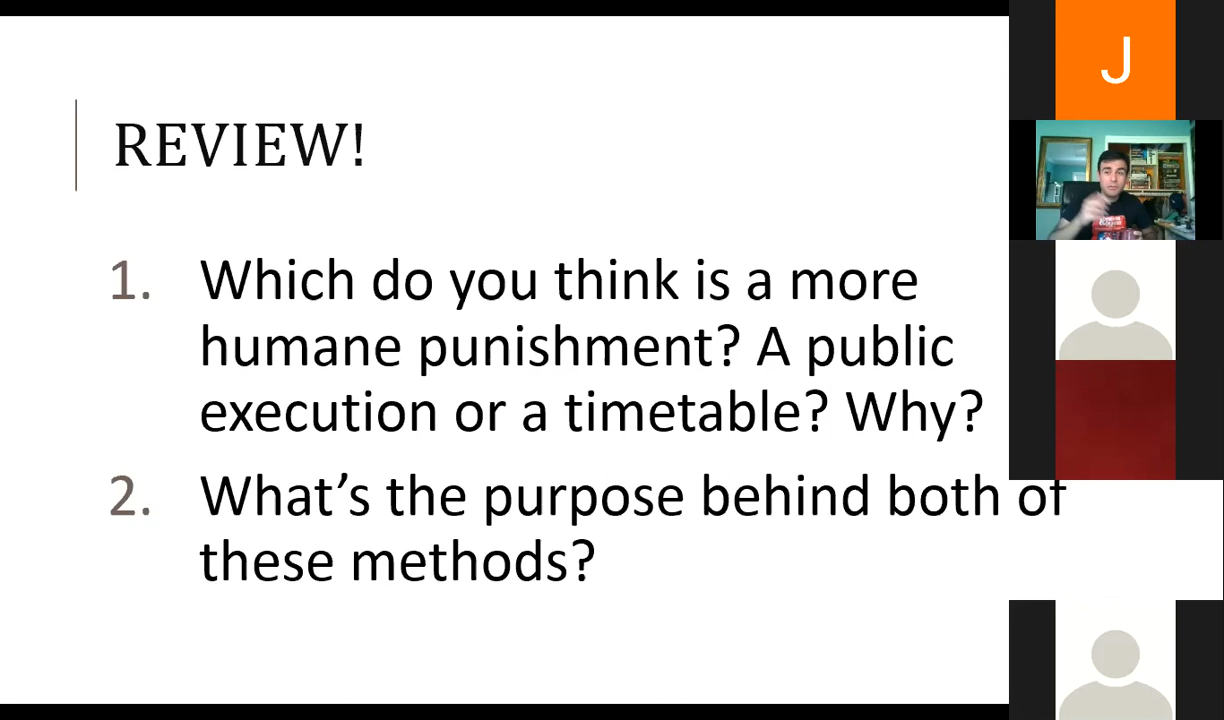 REVIEW!
1. Which do you think is a more
humane punishment? A public
execution or a timetable? Why?
2. What's the purpose behind both of
these methods?
J